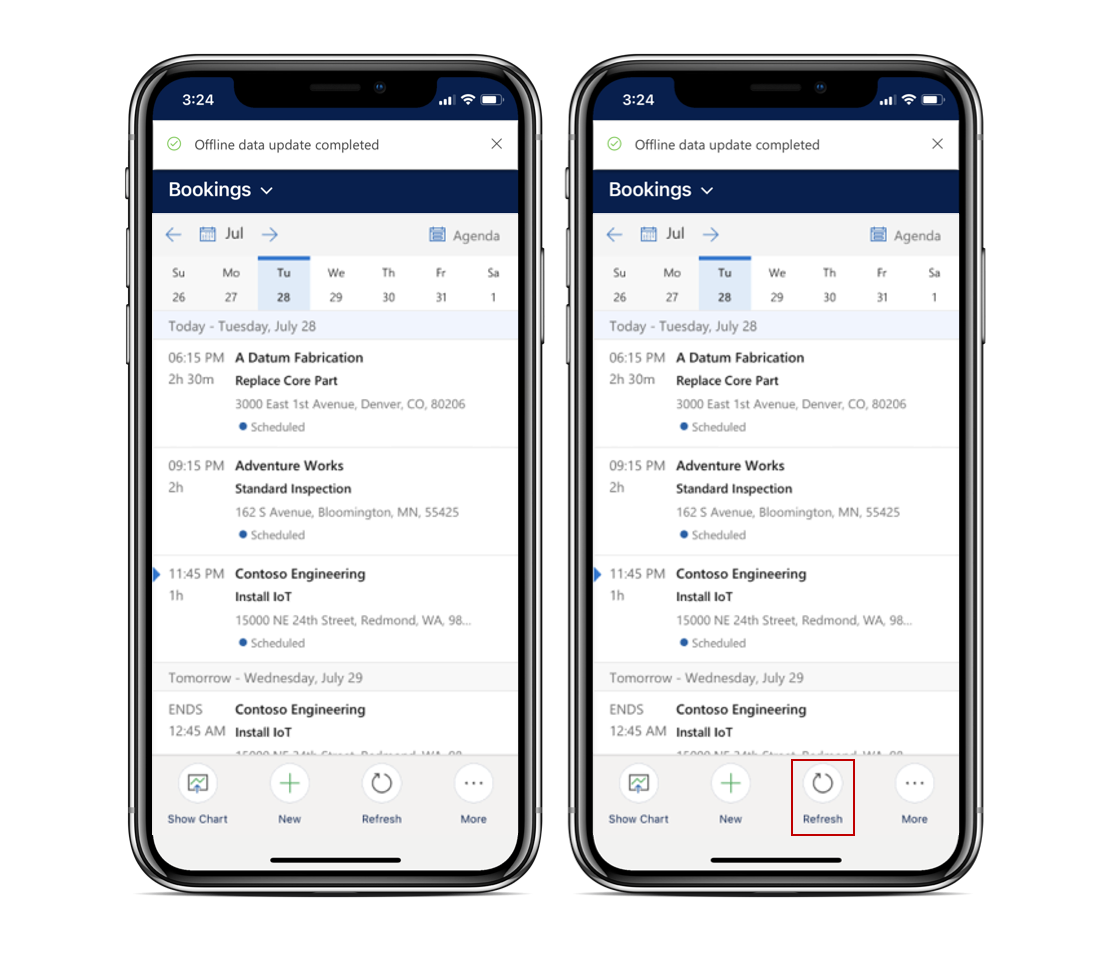 3:24
Offline data update completed
Bookings
Jul
Agenda
Su Mo Tu We Th Fr Sa
26 27 28 29 30 31 1
Today - Tuesday, July 28
06:15 PM A Datum Fabrication
2h 30m Replace Core Part
3000 East 1st Avenue, Denver, CO, 80206
Scheduled
09:15 PM Adventure Works
2h Standard Inspection
162 S Avenue, Bloomington, MN, 55425
Scheduled
11:45 PM Contoso Engineering
1h Install IoT
15000 NE 24th Street, Redmond, WA, 98...
Scheduled
Tomorrow - Wednesday, July 29
ENDS Contoso Engineering
12:45 AM Install IoT
Show Chart New Refresh More
3:24
Offline data update completed
Bookings
Jul
Agenda
Su Mo Tu We Th Fr Sa
26 27 28 29 30 31 1
Today - Tuesday, July 28
06:15 PM A Datum Fabrication
2h 30m Replace Core Part
3000 East 1st Avenue, Denver, CO, 80206
Scheduled
09:15 PM Adventure Works
2h Standard Inspection
162 S Avenue, Bloomington, MN, 55425
Scheduled
11:45 PM Contoso Engineering
1h Install IoT
15000 NE 24th Street, Redmond, WA, 98...
Scheduled
Tomorrow - Wednesday, July 29
ENDS Contoso Engineering
12:45 AM Install IoT
Show Chart New Refresh More